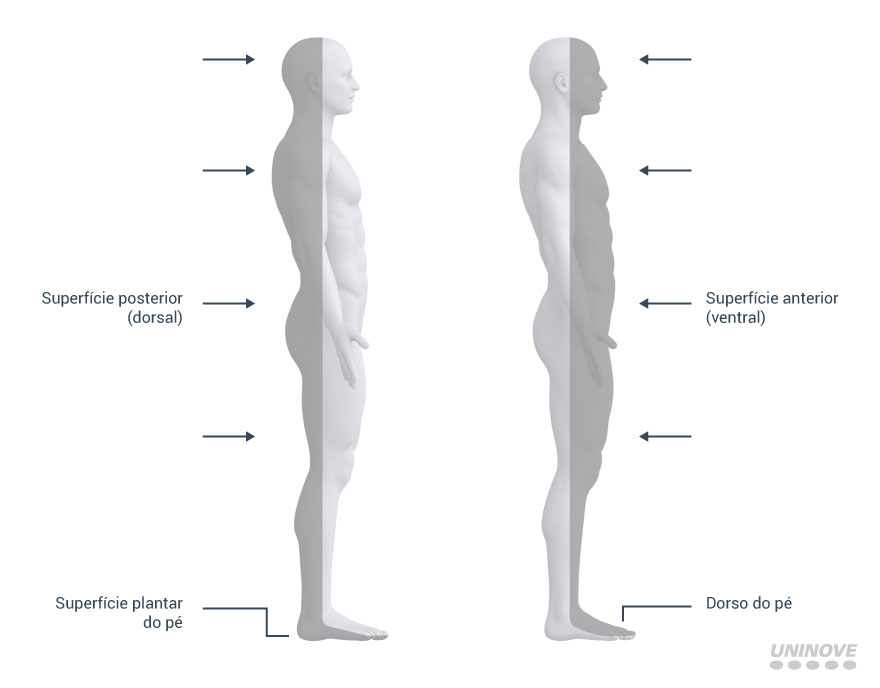 Superfície posterior
(dorsal)
Superfície anterior
(ventral)
Superfície plantar
do pé
Dorso do pé
UNINOVE